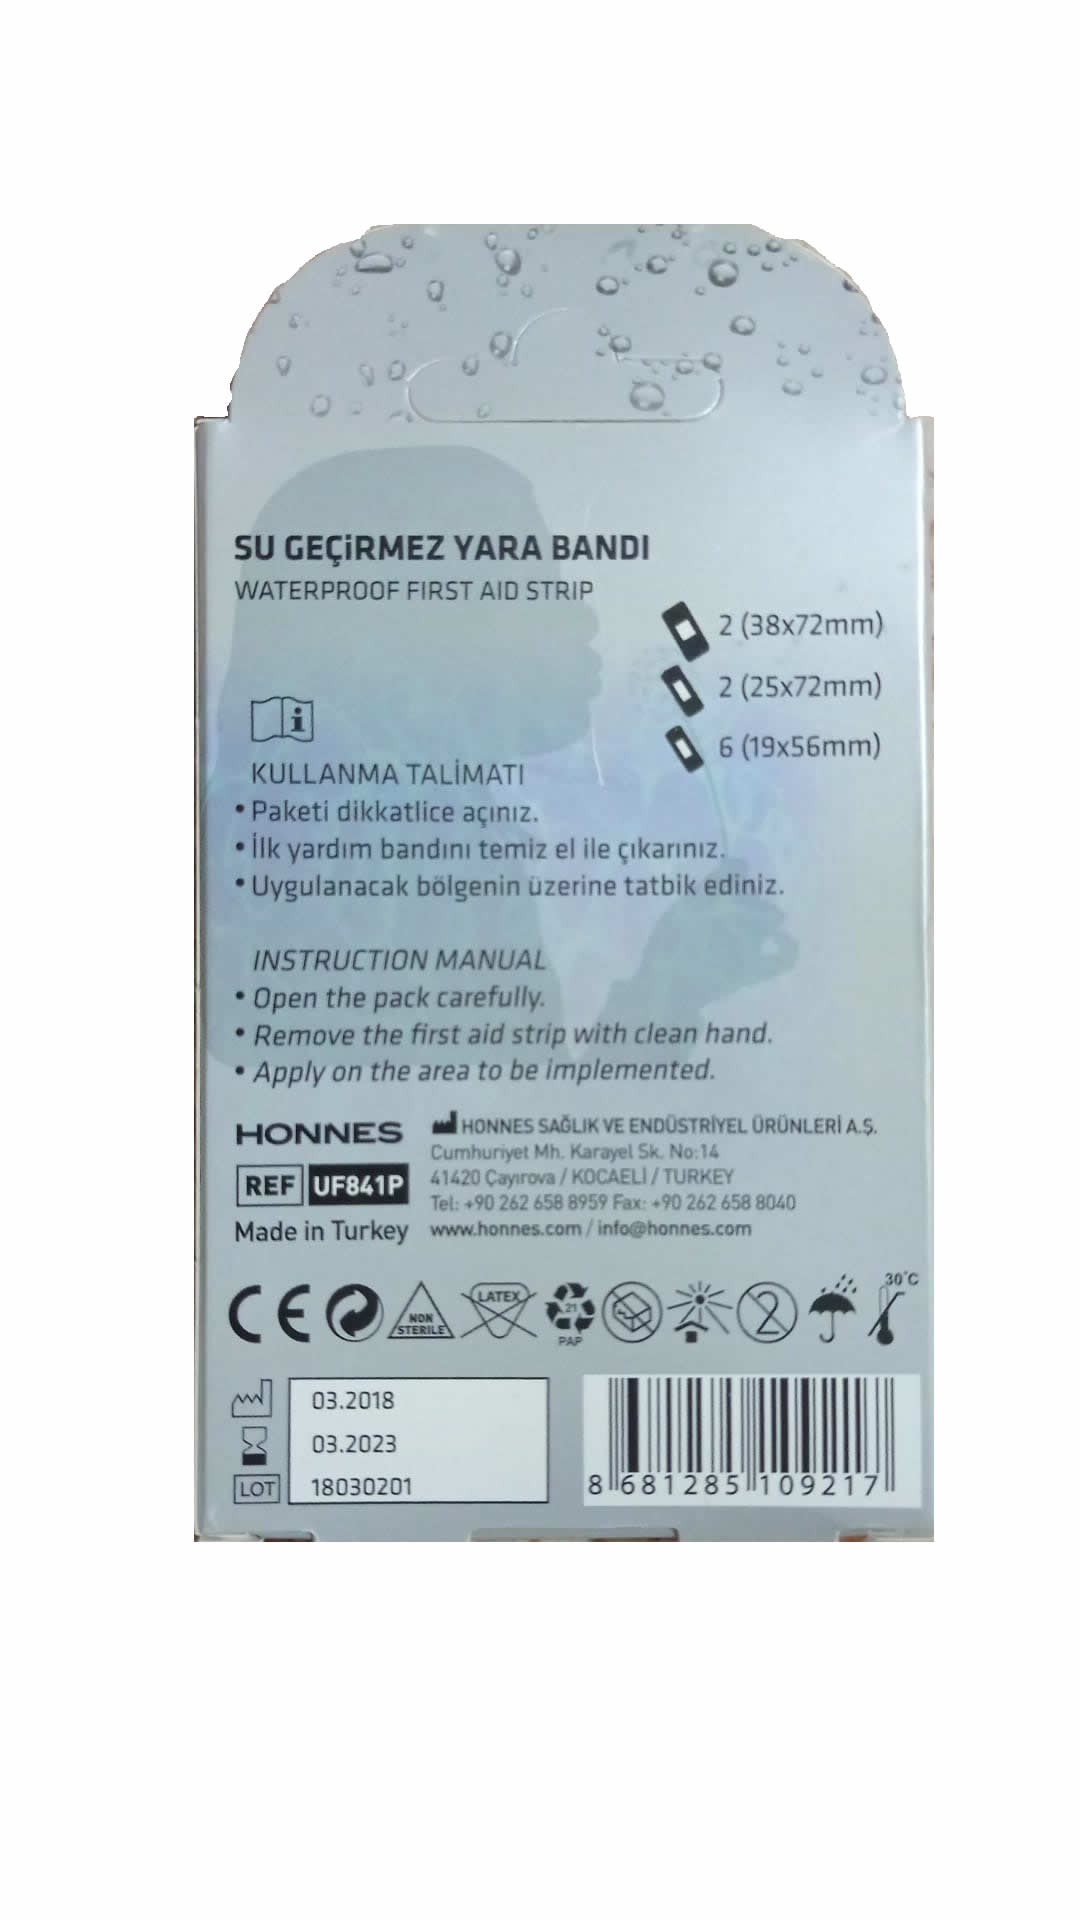 SU GEÇİRMEZ YARA BANDI
WATERPROOF FIRST AID STRIP
2 (38x72mm)
2 (25x72mm)
6 (19x56mm)
i
KULLANMA TALİMATI
• Paketi dikkatlice açınız.
• İlk yardım bandını temiz el ile çıkarınız.
• Uygulanacak bölgenin üzerine tatbik ediniz.
INSTRUCTION MANUAL
• Open the pack carefully.
• Remove the first aid strip with clean hand.
• Apply on the area to be implemented.
HONNES
REF UF841P
Made in Turkey
HONNES SAĞLIK VE ENDÜSTRİYEL ÜRÜNLERİ A.Ş.
Cumhuriyet Mh. Karayel Sk. No:14
41420 Çayırova / KOCAELİ / TURKEY
Tel: +90 262 658 8959 Fax: +90 262 658 8040
www.honnes.com / info@honnes.com
CE
NON
STERILE
LATEX
21
PAP
2
30°C
03.2018
03.2023
LOT 18030201
8 681285 109217